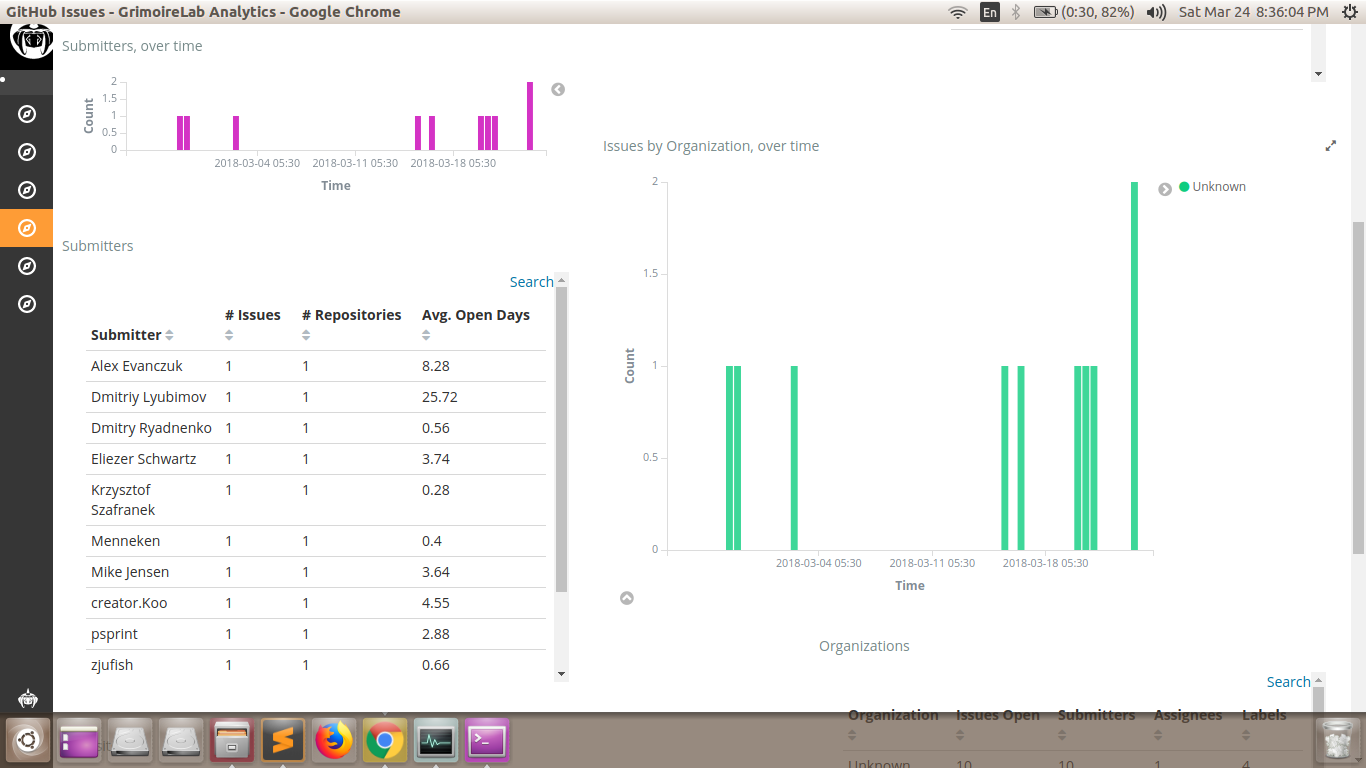 GitHub Issues - GrimoireLab Analytics - Google Chrome
En
(0:30, 82%)
Sat Mar 24 8:36:04 PM
Submitters, over time
Count
2
1.5
1
0.5
0
2018-03-04 05:30
2018-03-11 05:30
2018-03-18 05:30
Time
Submitters
Search
Submitter # Issues # Repositories Avg. Open Days
Alex Evanczuk 1 1 8.28
Dmitriy Lyubimov 1 1 25.72
Dmitry Ryadnenko 1 1 0.56
Eliezer Schwartz 1 1 3.74
Krzysztof 1 1 0.28
Szafranek
Menneken 1 1 0.4
Mike Jensen 1 1 3.64
creator.Koo 1 1 4.55
psprint 1 1 2.88
zjufish 1 1 0.66
Issues by Organization, over time
Unknown
Count
2
1.5
1
0.5
0
2018-03-04 05:30
2018-03-11 05:30
2018-03-18 05:30
Time
Organizations
Search
Organization Issues Open Submitters Assignees Labels
Unknown 10 10 1 4